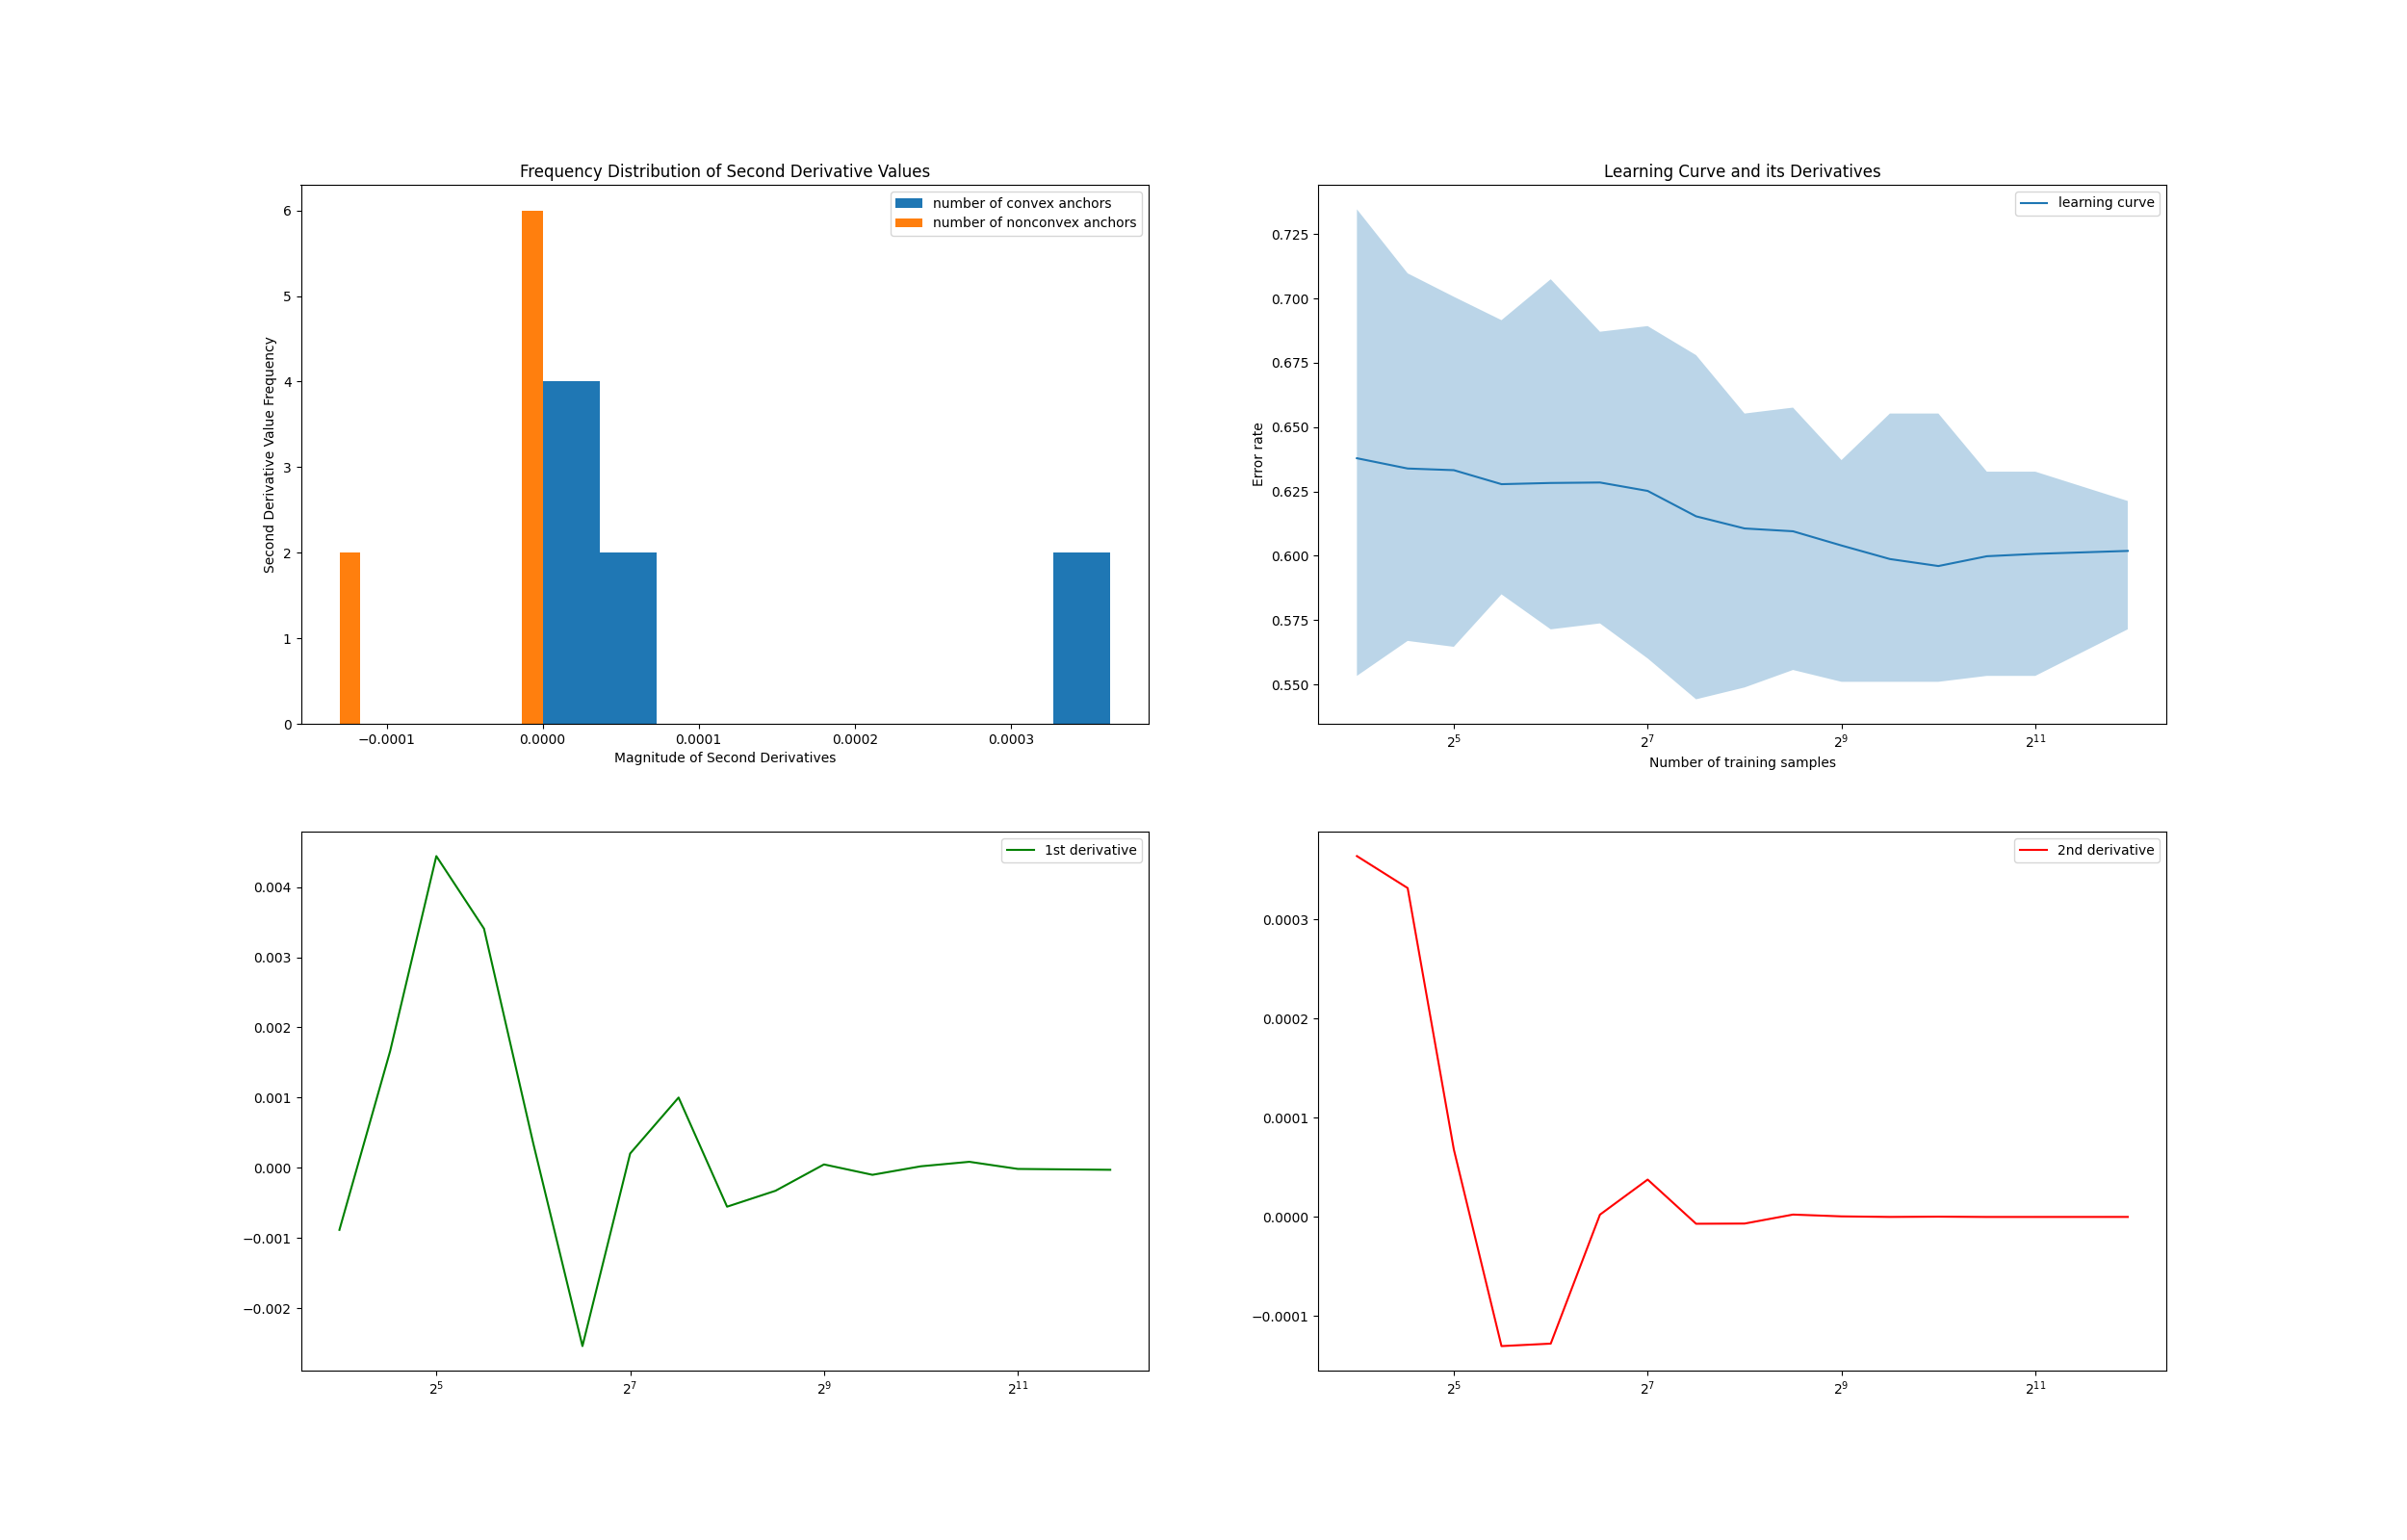 Frequency Distribution of Second Derivative Values
number of convex anchors
number of nonconvex anchors
Second Derivative Value Frequency
6
5
4
3
2
1
0
−0.0001 0.0000 0.0001 0.0002 0.0003
Magnitude of Second Derivatives
Learning Curve and its Derivatives
learning curve
Error rate
0.725
0.700
0.675
0.650
0.625
0.600
0.575
0.550
2⁵ 2⁷ 2⁹ 2¹¹
Number of training samples
1st derivative
0.004
0.003
0.002
0.001
0.000
−0.001
−0.002
2⁵ 2⁷ 2⁹ 2¹¹
2nd derivative
0.0003
0.0002
0.0001
0.0000
−0.0001
2⁵ 2⁷ 2⁹ 2¹¹